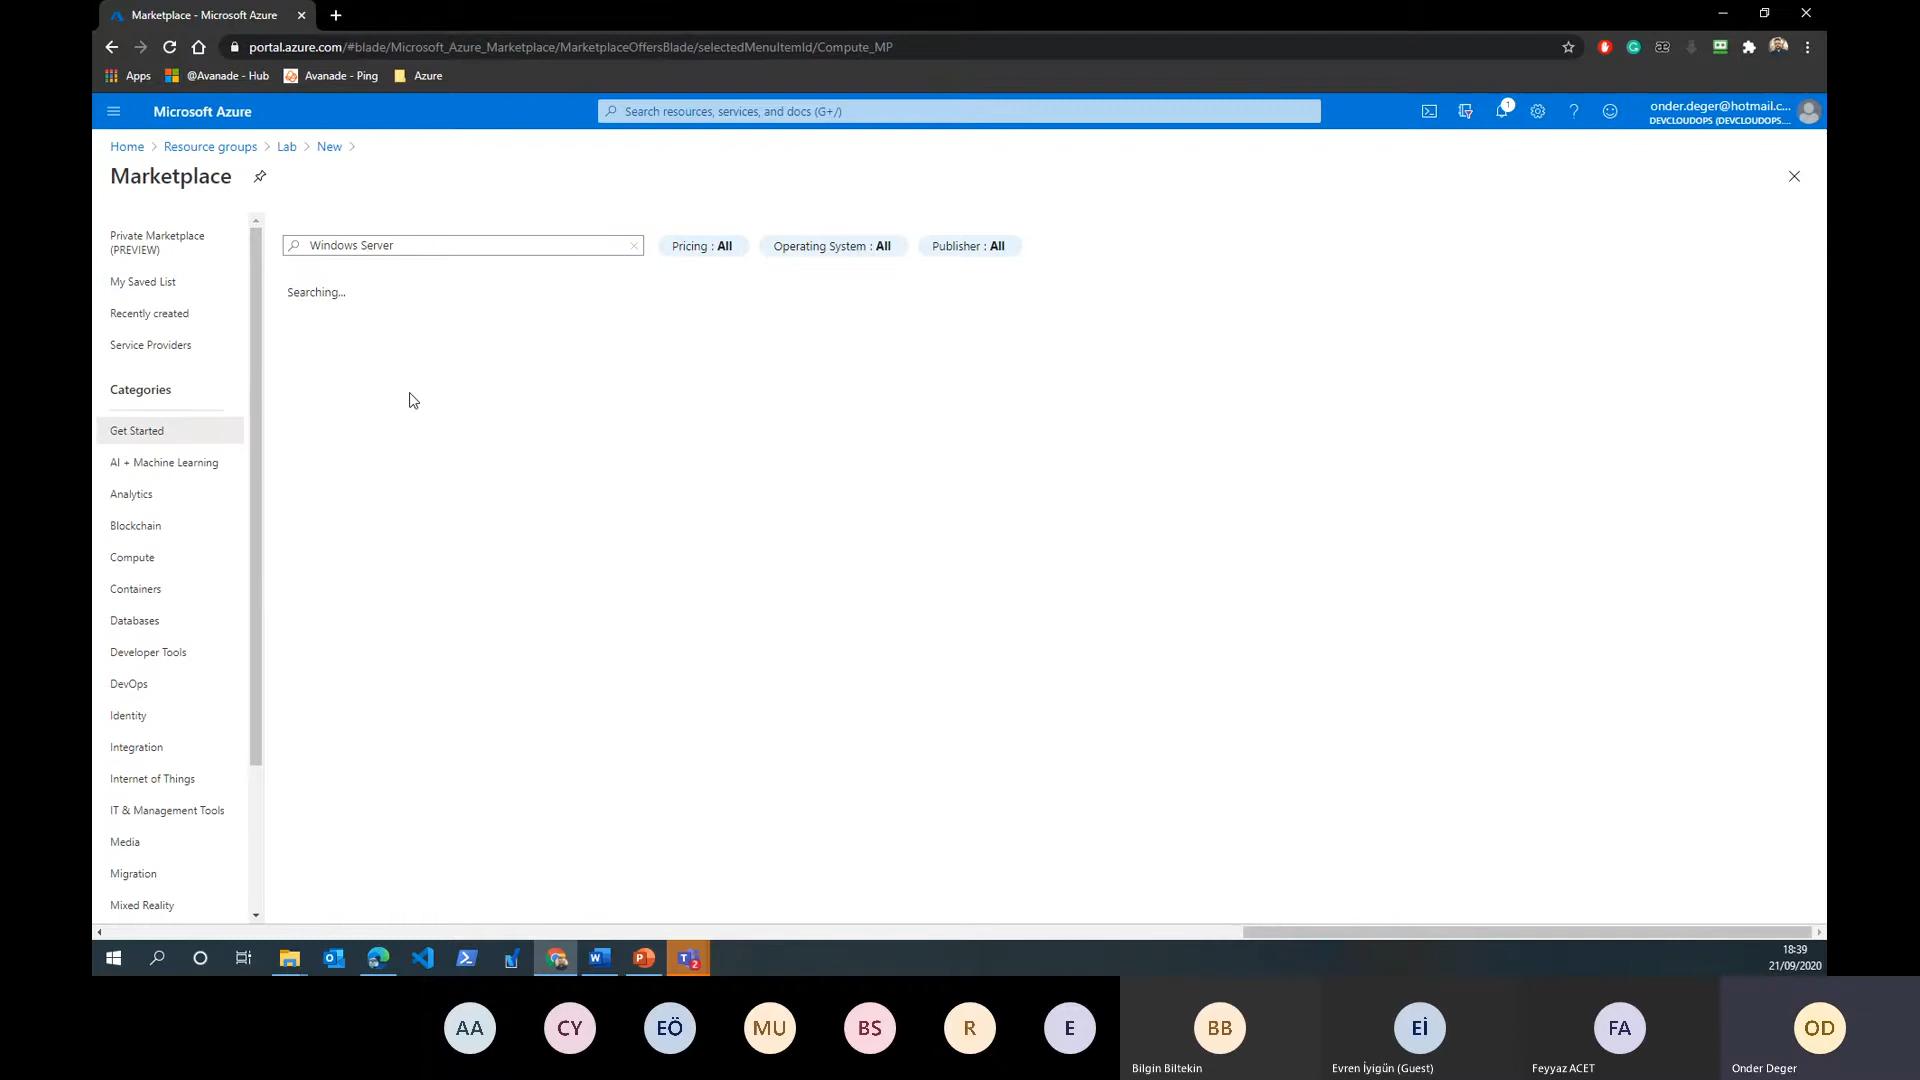 Marketplace - Microsoft Azure
portal.azure.com/#blade/Microsoft_Azure_Marketplace/MarketplaceOffersBlade/selectedMenuItemId/Compute_MP
Apps @Avanade - Hub Avanade - Ping Azure
Microsoft Azure Search resources, services, and docs (G+/) 1 onder.deger@hotmail.c...
DEVCLOUDOPS (DEVCLOUDOPS....
Home > Resource groups > Lab > New >
Marketplace
Private Marketplace
(PREVIEW)
My Saved List
Recently created
Service Providers
Categories
Get Started
AI + Machine Learning
Analytics
Blockchain
Compute
Containers
Databases
Developer Tools
DevOps
Identity
Integration
Internet of Things
IT & Management Tools
Media
Migration
Mixed Reality
Windows Server Pricing : All Operating System : All Publisher : All
Searching...
18:39
21/09/2020
AA CY EÖ MU BS R E BB Eİ FA OD
Bilgin Biltekin Evren İyigün (Guest) Feyyaz ACET Onder Deger